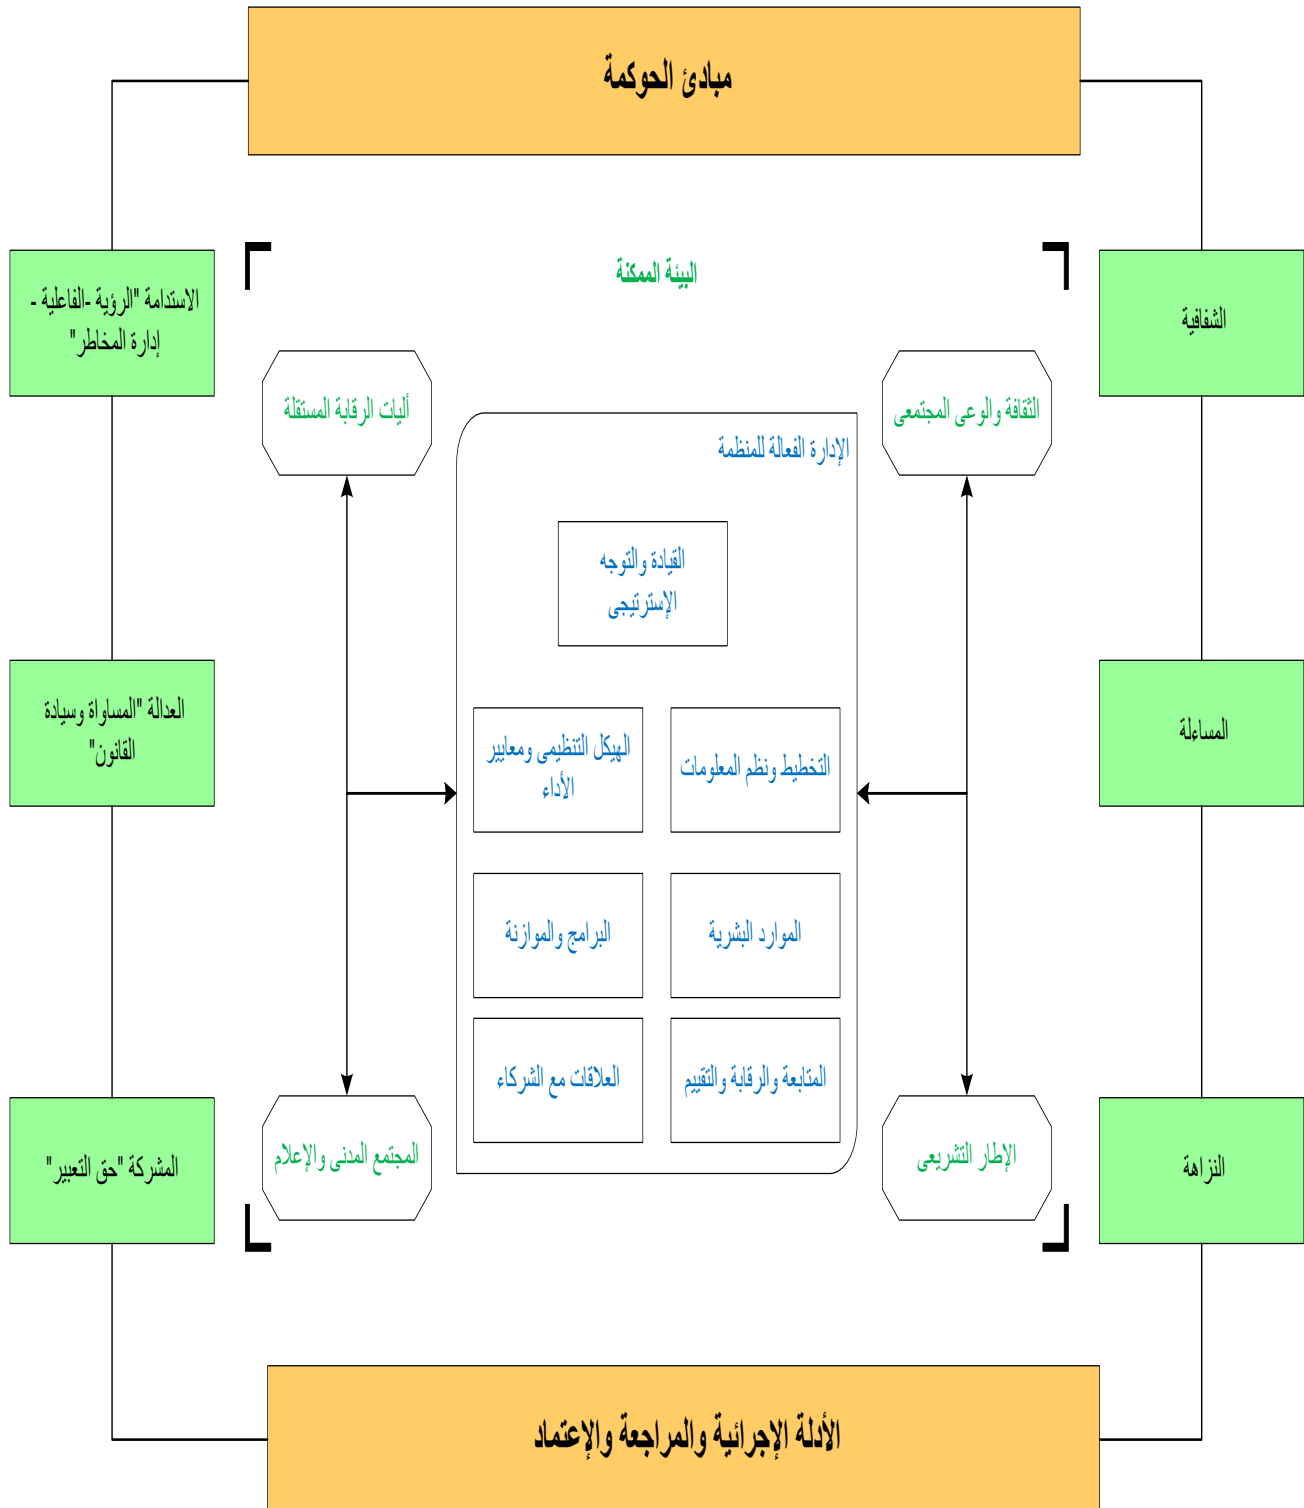 مبادئ الحوكمة
البيئة الممكنة
الشفافية
الاستدامة "الرؤية -الفاعلية -
إدارة المخاطر"
الثقافة والوعى المجتمعى
أليات الرقابة المستقلة
الإدارة الفعالة للمنظمة
القيادة والتوجه
الإسترتيجى
المساءلة
العدالة "المساواة وسيادة
القانون"
التخطيط ونظم المعلومات
الهيكل التنظيمى ومعايير
الأداء
الموارد البشرية
البرامج والموازنة
المتابعة والرقابة والتقييم
العلاقات مع الشركاء
النزاهة
الإطار التشريعى
المجتمع المدنى والإعلام
المشركة "حق التعبير"
الأدلة الإجرائية والمراجعة والإعتماد